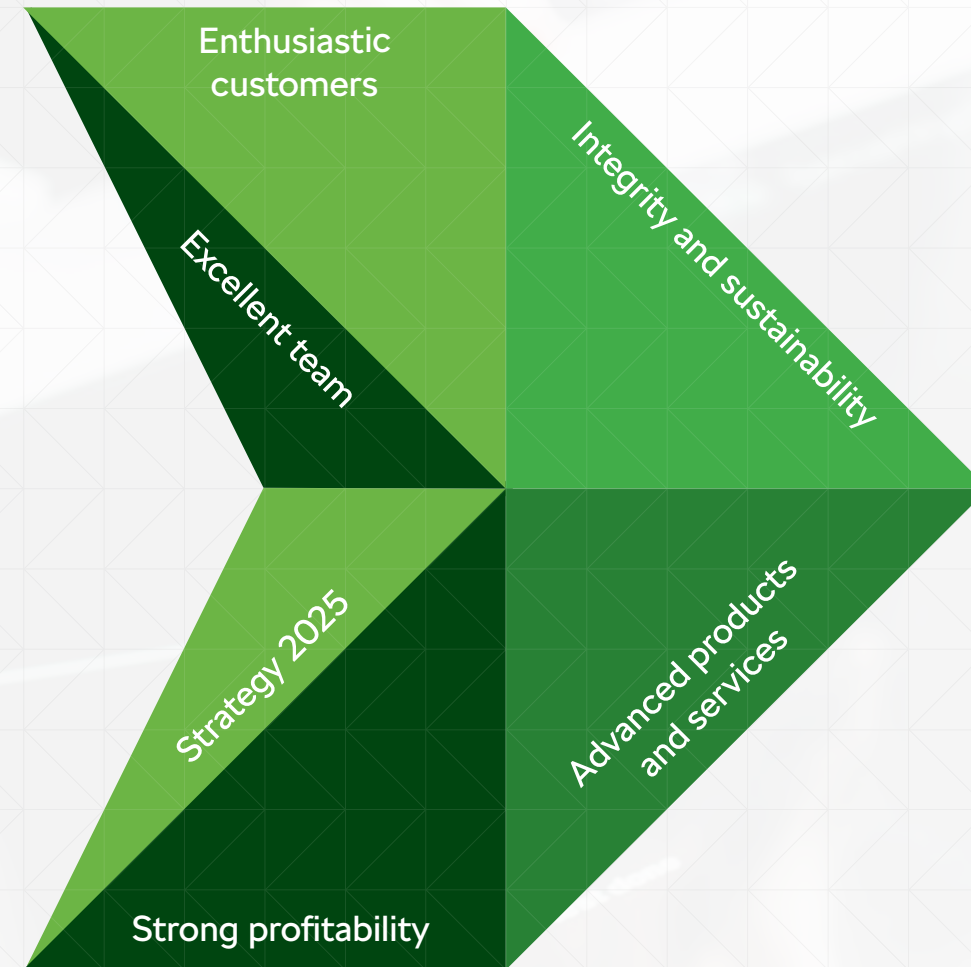 Enthusiastic
customers
Integrity and sustainability
Excellent team
Strategy 2025
Advanced products
and services
Strong profitability